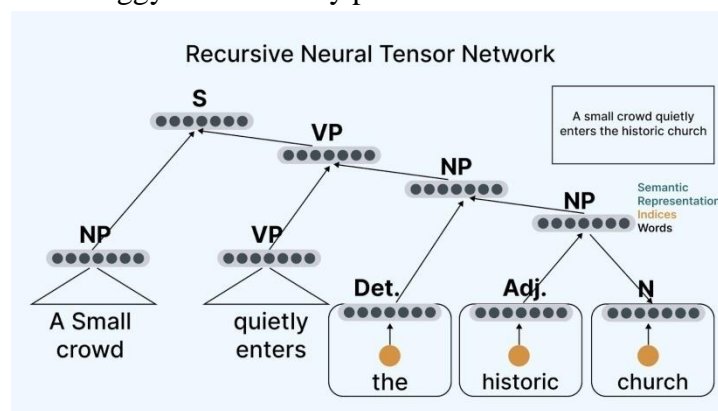 Recursive Neural Tensor Network
S
A small crowd quietly
enters the historic church
VP
NP
NP
Semantic
Representation
Indices
Words
NP
VP
Det.
Adj.
N
A Small
crowd
quietly
enters
the
historic
church